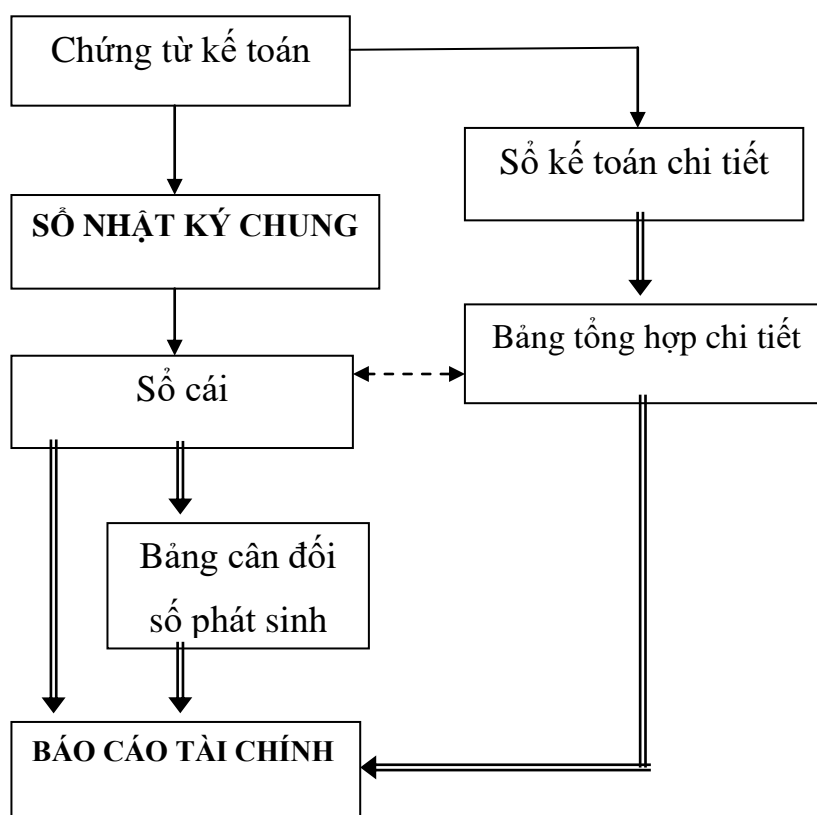 Chứng từ kế toán
Sổ kế toán chi tiết
SỔ NHẬT KÝ CHUNG
Bảng tổng hợp chi tiết
Sổ cái
Bảng cân đối
số phát sinh
BÁO CÁO TÀI CHÍNH